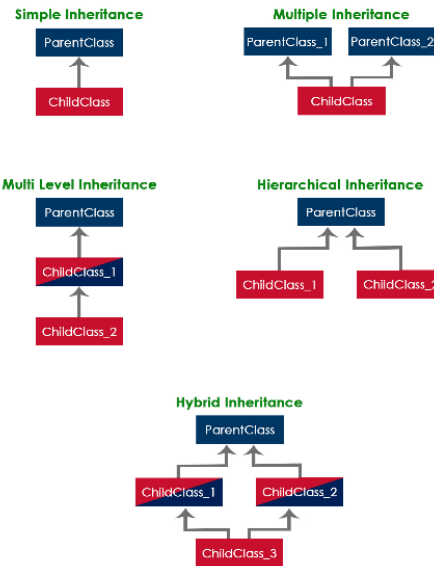 Simple Inheritance
ParentClass
ChildClass
Multiple Inheritance
ParentClass_1 ParentClass_2
ChildClass
Multi Level Inheritance
ParentClass
ChildClass_1
ChildClass_2
Hierarchical Inheritance
ParentClass
ChildClass_1 ChildClass_2
Hybrid Inheritance
ParentClass
ChildClass_1 ChildClass_2
ChildClass_3